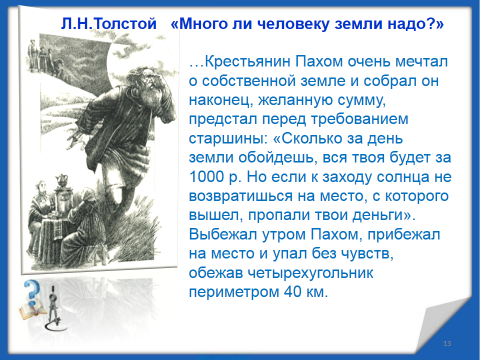 Л.Н.Толстой «Много ли человеку земли надо?»
…Крестьянин Пахом очень мечтал
о собственной земле и собрал он
наконец, желанную сумму,
предстал перед требованием
старшины: «Сколько за день
земли обойдешь, вся твоя будет за
1000 р. Но если к заходу солнца не
возвратишься на место, с которого
вышел, пропали твои деньги».
Выбежал утром Пахом, прибежал
на место и упал без чувств,
обежав четырехугольник
периметром 40 км.
13